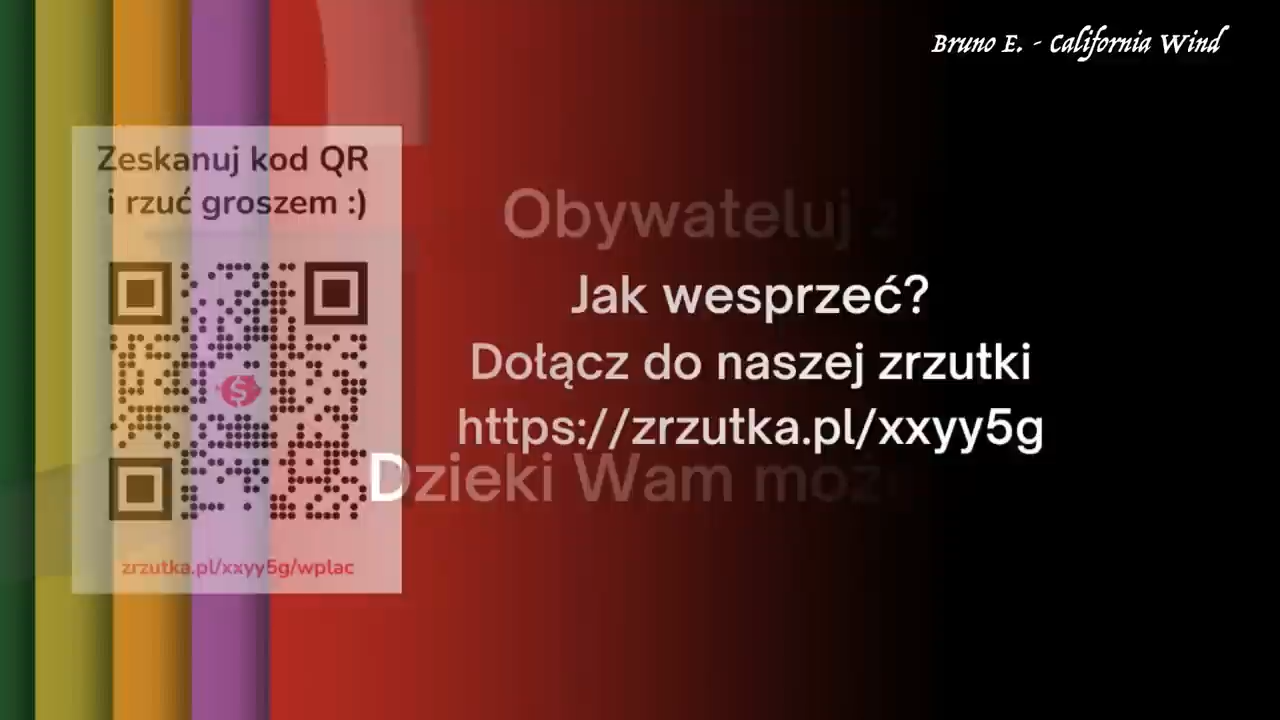 Bruno E. - California Wind
Zeskanuj kod QR
i rzuć groszem :)
zrzutka.pl/xxyy5g/wplac
Obywateluj z
Jak wesprzeć?
Dołącz do naszej zrzutki
https://zrzutka.pl/xxyy5g
Dzieki Wam moż